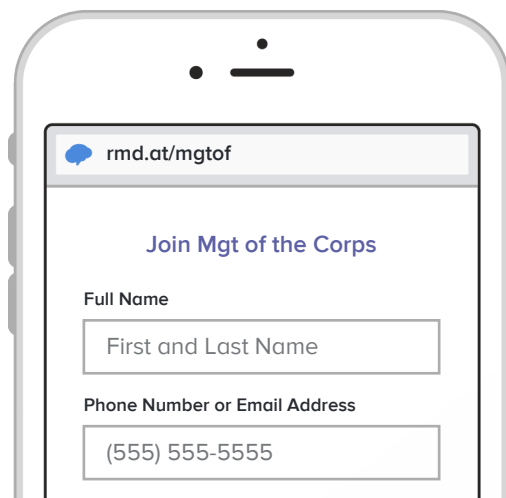 rmd.at/mgtof
Join Mgt of the Corps
Full Name
First and Last Name
Phone Number or Email Address
(555) 555-5555